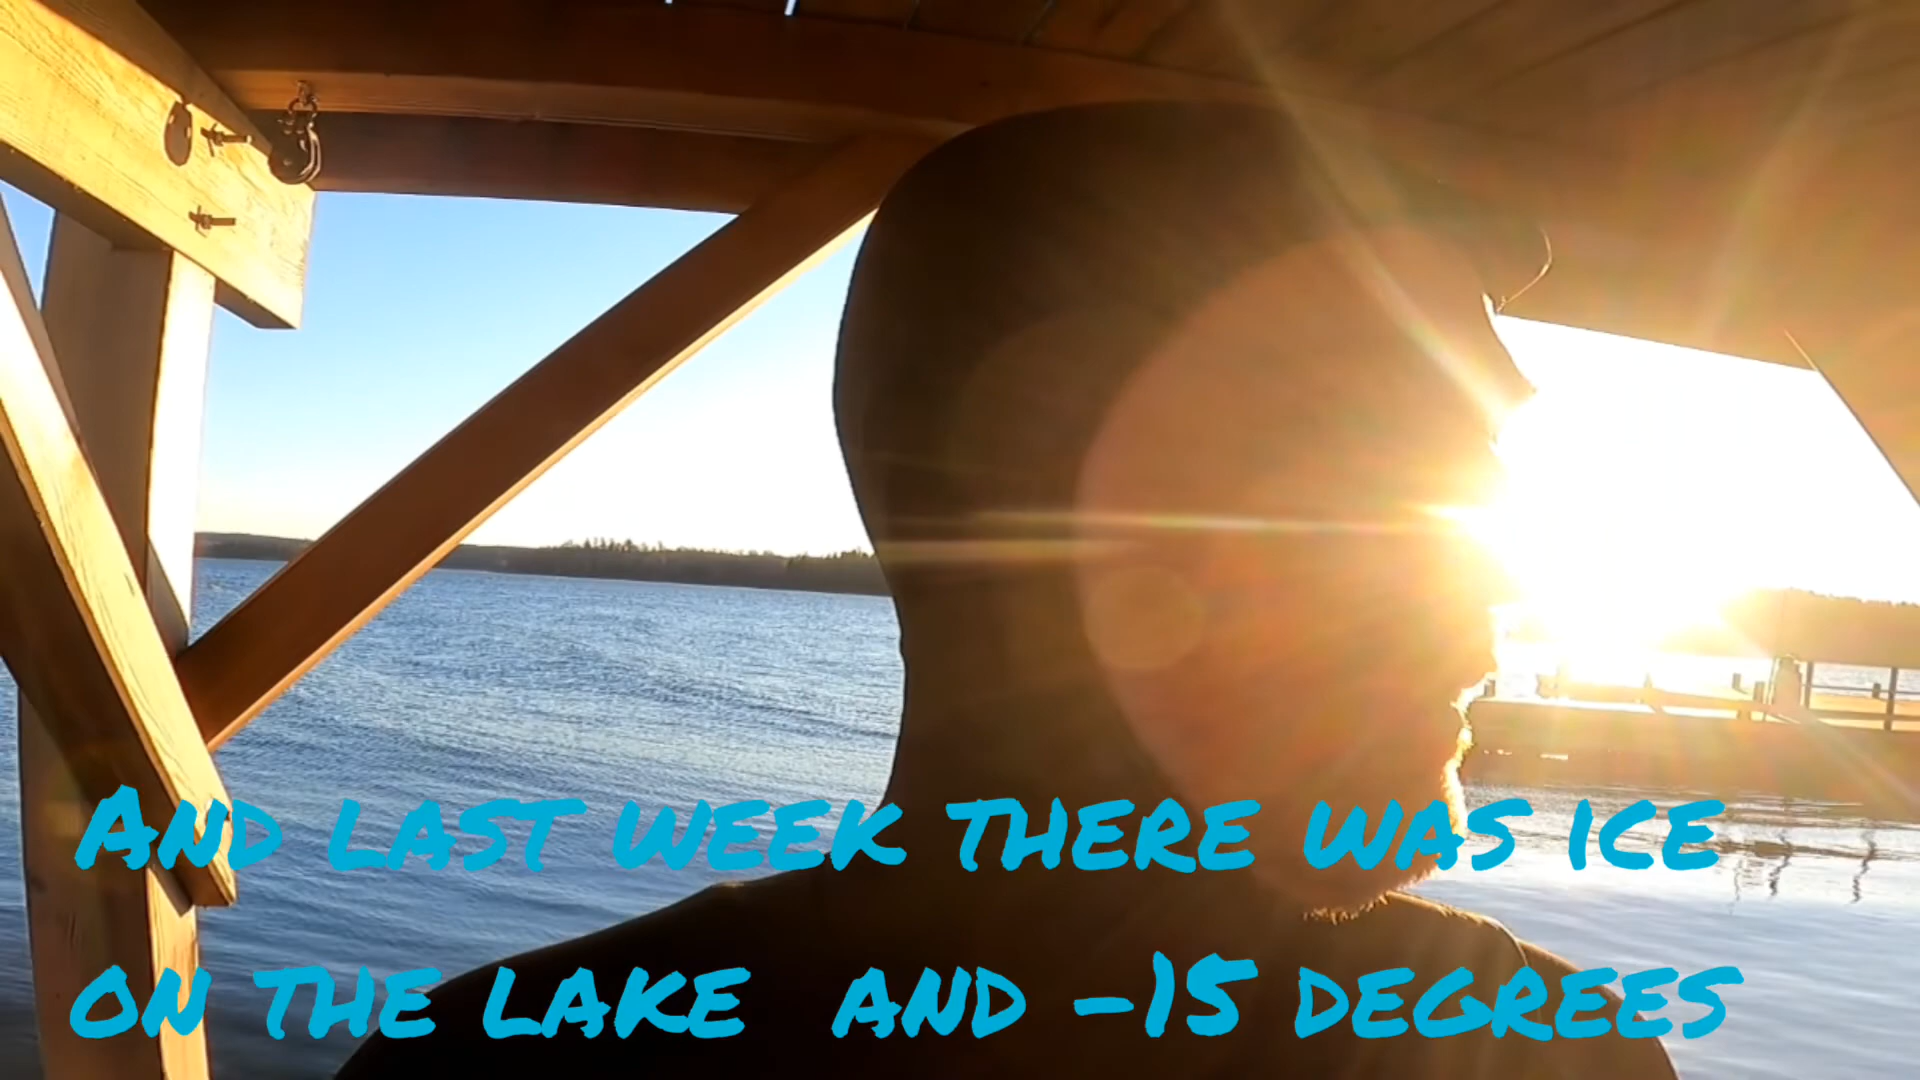 And last week there was ice
on the lake and -15 degrees